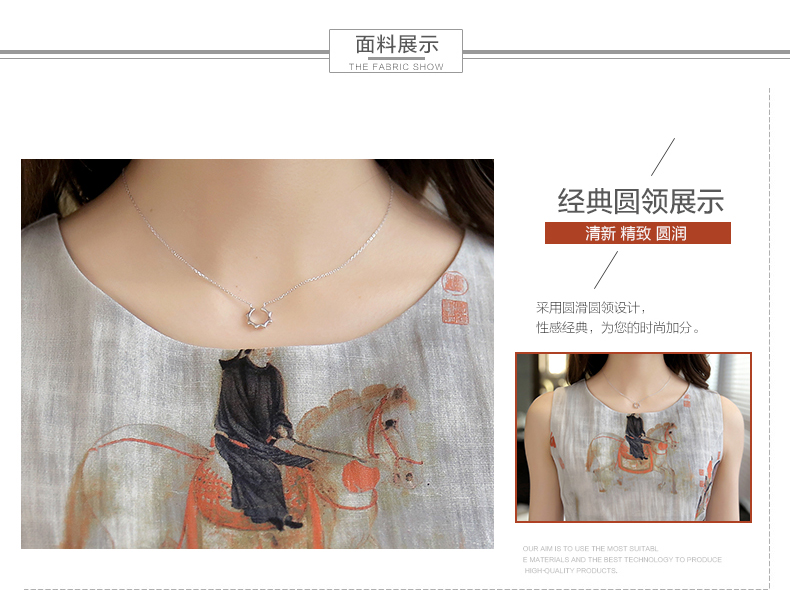 面料展示
THE FABRIC SHOW
经典圆领展示
清新 精致 圆润
采用圆滑圆领设计，
性感经典，为您的时尚加分。
OUR AIM IS TO USE THE MOST SUITABL
E MATERIALS AND THE BEST TECHNOLOGY TO PRODUCE
HIGH-QUALITY PRODUCTS.